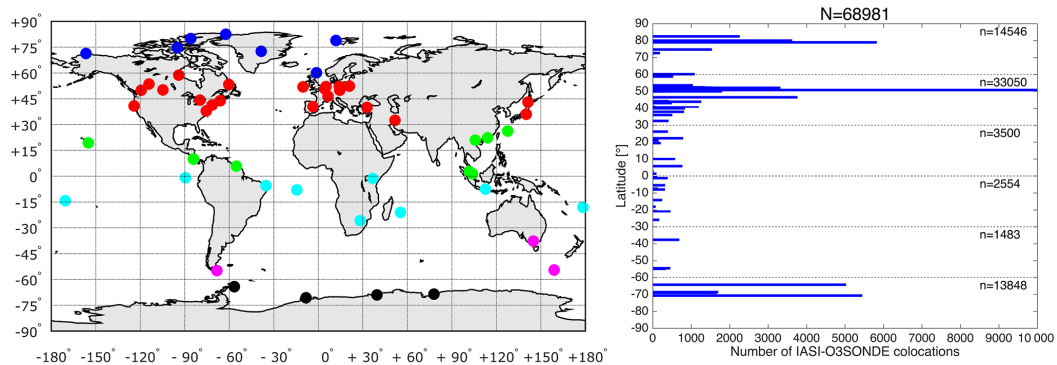 +90°
+75°
+60°
+45°
+30°
+15°
0°
-15°
-30°
-45°
-60°
-75°
-90°
-180° -150° -120° -90° -60° -30° 0° +30° +60° +90° +120° +150° +180°
N=68981
90
80
70
60
50
40
30
20
10
0
-10
-20
-30
-40
-50
-60
-70
-80
-90
Latitude [°]
n=14546
n=33050
n=3500
n=2554
n=1483
n=13848
0 1000 2000 3000 4000 5000 6000 7000 8000 9000 10 000
Number of IASI-O3SONDE colocations